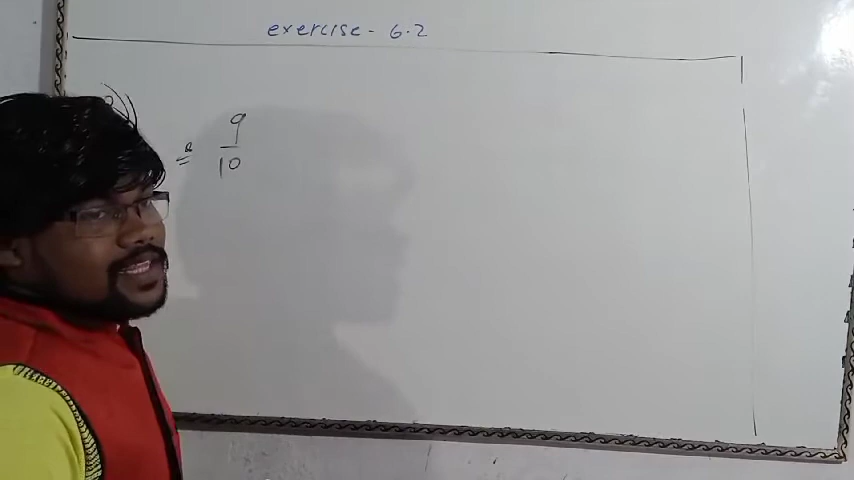 exercise - 6.2
= 9/10